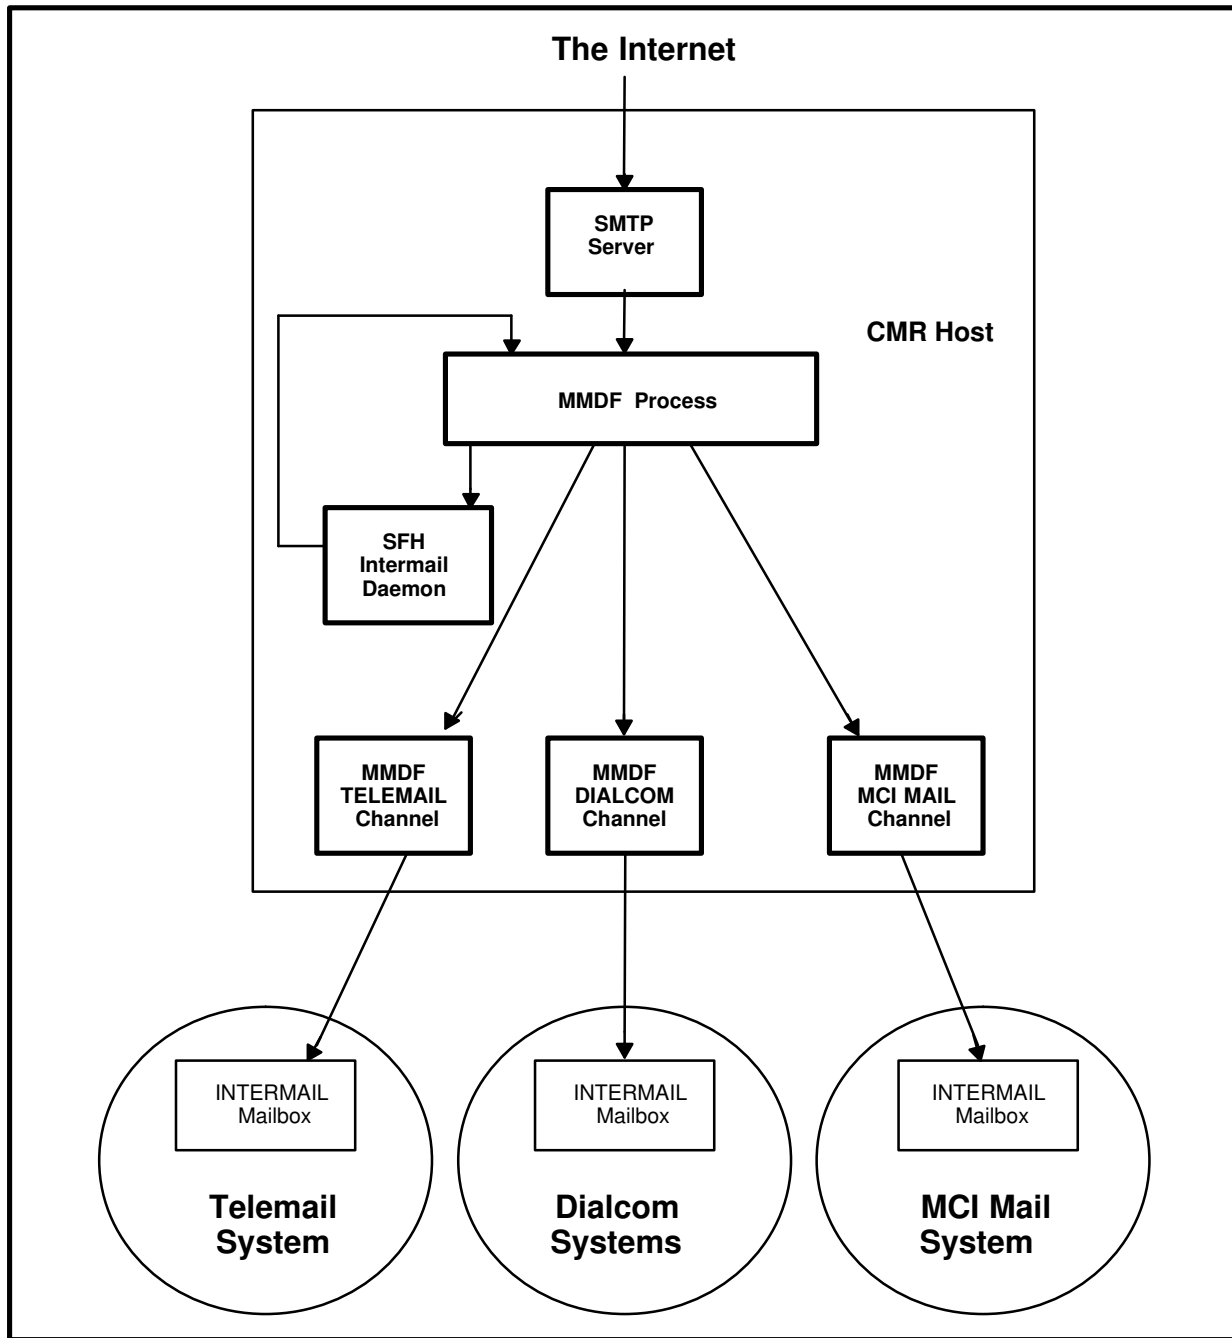 The Internet
SMTP
Server
CMR Host
MMDF Process
SFH
Intermail
Daemon
MMDF
TELEMAIL
Channel
MMDF
DIALCOM
Channel
MMDF
MCI MAIL
Channel
INTERMAIL
Mailbox
INTERMAIL
Mailbox
INTERMAIL
Mailbox
Telemail
System
Dialcom
Systems
MCI Mail
System